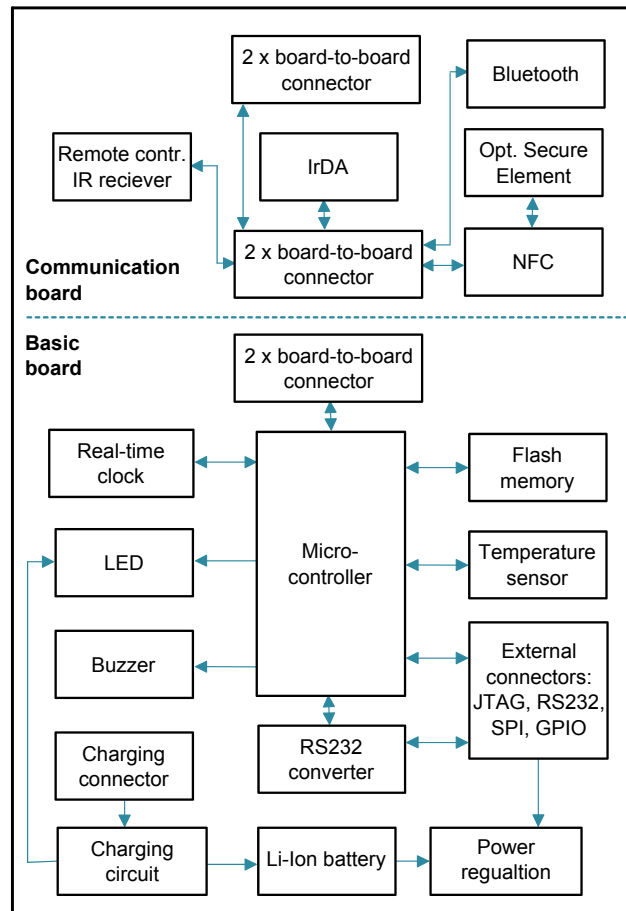 2 x board-to-board
connector
Bluetooth
Remote contr.
IR reciever
IrDA
Opt. Secure
Element
2 x board-to-board
connector
NFC
Communication
board
Basic
board
2 x board-to-board
connector
Real-time
clock
Flash
memory
Micro-
controller
LED
Temperature
sensor
Buzzer
External
connectors:
JTAG, RS232,
SPI, GPIO
RS232
converter
Charging
connector
Charging
circuit
Li-Ion battery
Power
regualtion